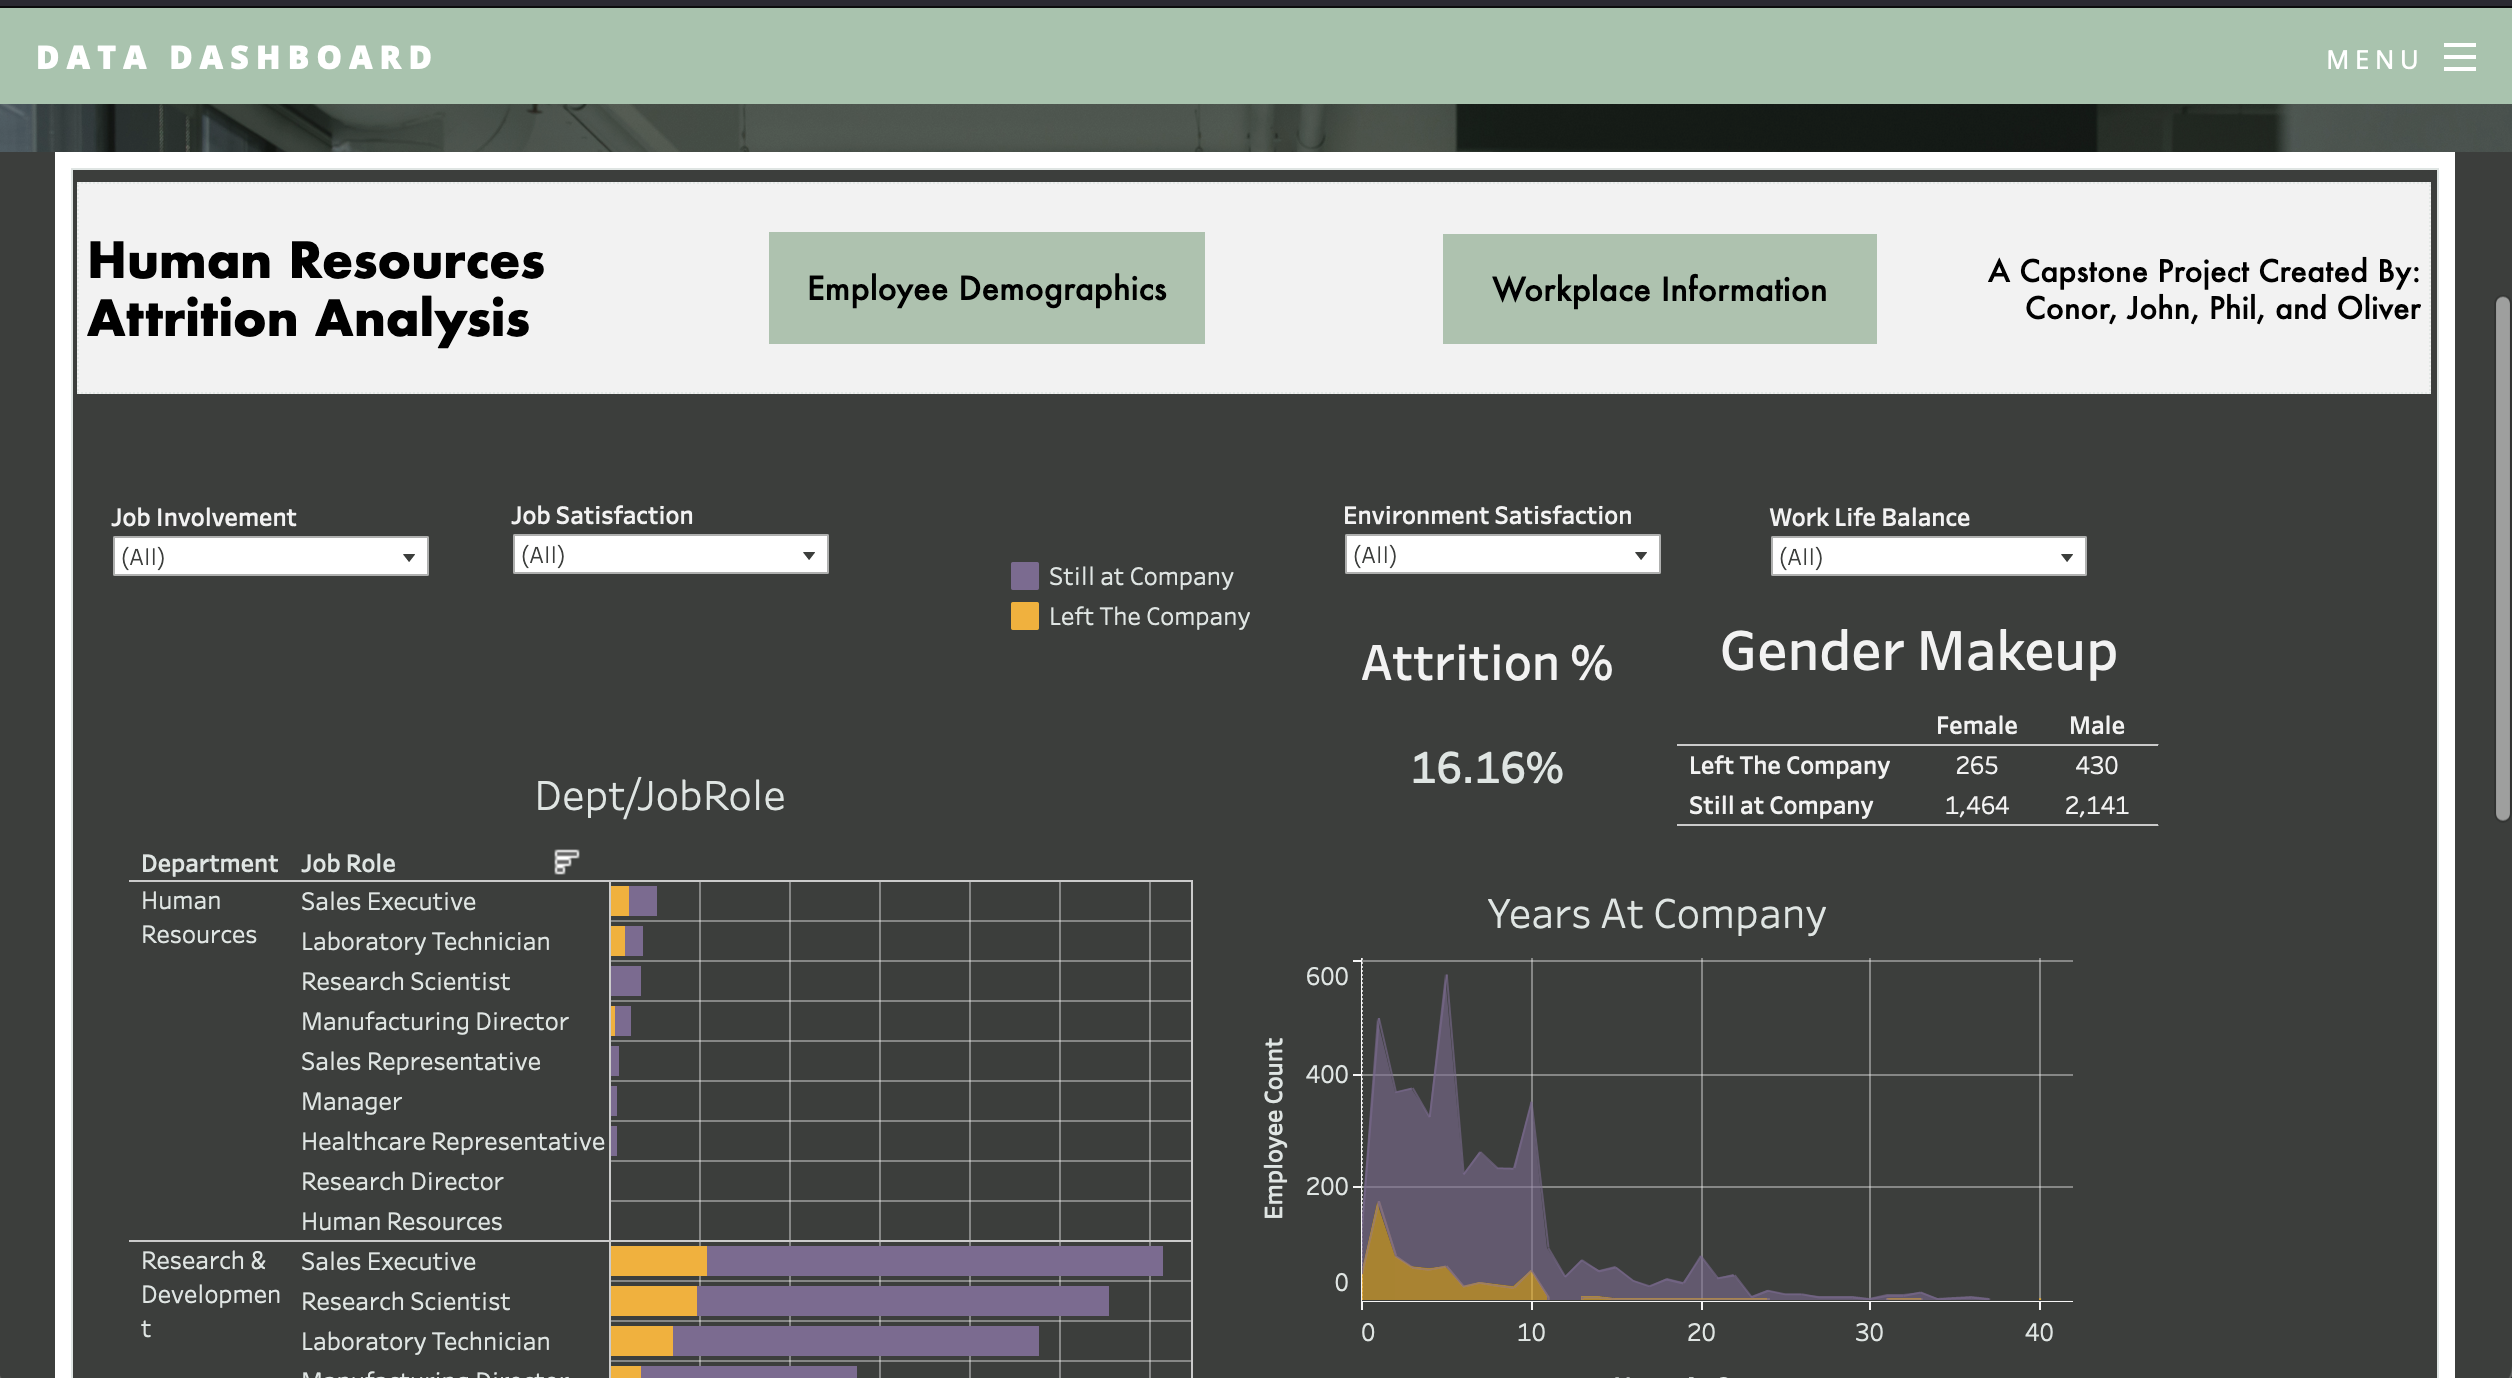 DATA DASHBOARD
MENU
Human Resources
Attrition Analysis
Employee Demographics
Workplace Information
A Capstone Project Created By:
Conor, John, Phil, and Oliver
Job Involvement
(All)
Job Satisfaction
(All)
Still at Company
Left The Company
Environment Satisfaction
(All)
Work Life Balance
(All)
Attrition %
16.16%
Gender Makeup
Female Male
Left The Company 265 430
Still at Company 1,464 2,141
Dept/JobRole
Department Job Role
Human
Resources
Sales Executive
Laboratory Technician
Research Scientist
Manufacturing Director
Sales Representative
Manager
Healthcare Representative
Research Director
Human Resources
Research &
Developmen
t
Sales Executive
Research Scientist
Laboratory Technician
Manufacturing Director
Years At Company
Employee Count
600
400
200
0
0 10 20 30 40